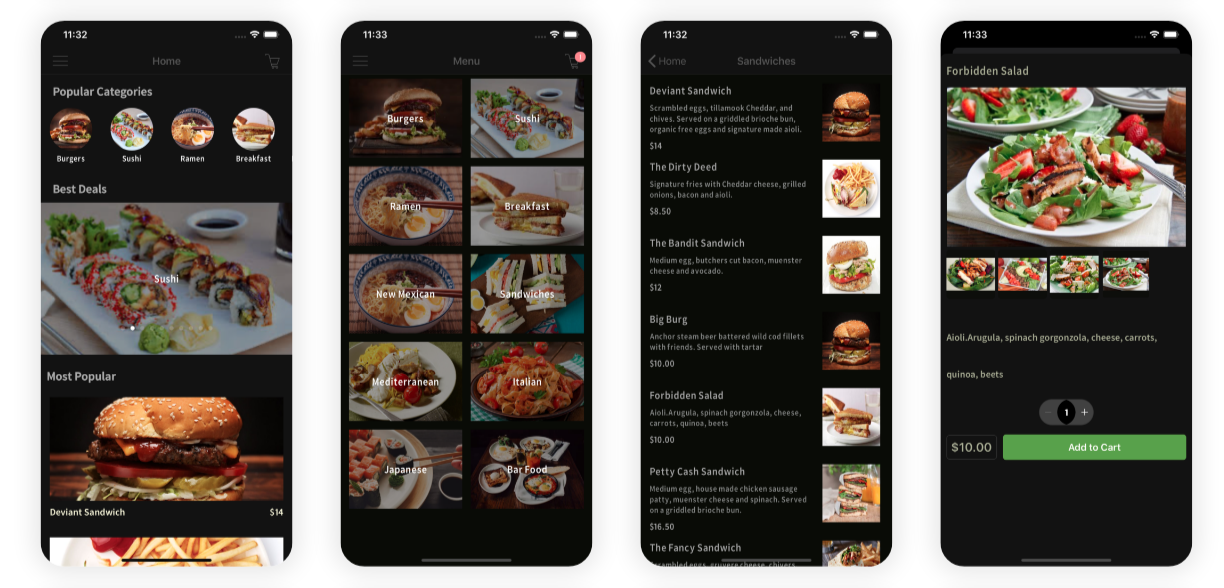 11:32
Home
Popular Categories
Burgers
Sushi
Ramen
Breakfast
Best Deals
Sushi
Most Popular
Deviant Sandwich
$14
11:33
Menu
1
Burgers
Sushi
Ramen
Breakfast
New Mexican
Sandwiches
Mediterranean
Italian
Japanese
Bar Food
11:32
Home
Sandwiches
Deviant Sandwich
Scrambled eggs, tillamook Cheddar, and
chives. Served on a griddled brioche bun,
organic free eggs and signature made aioli.
$14
The Dirty Deed
Signature fries with Cheddar cheese, grilled
onions, bacon and aioli.
$8.50
The Bandit Sandwich
Medium egg, butchers cut bacon, muenster
cheese and avocado.
$12
Big Burg
Anchor steam beer battered wild cod fillets
with friends. Served with tartar
$10.00
Forbidden Salad
Aioli.Arugula, spinach gorgonzola, cheese,
carrots, quinoa, beets
$10.00
Petty Cash Sandwich
Medium egg, house made chicken sausage
patty, muenster cheese and spinach. Served
on a griddled brioche bun.
$16.50
The Fancy Sandwich
Scrambled eggs, gruyere cheese, chivers
11:33
Forbidden Salad
Aioli.Arugula, spinach gorgonzola, cheese, carrots,
quinoa, beets
1
$10.00
Add to Cart